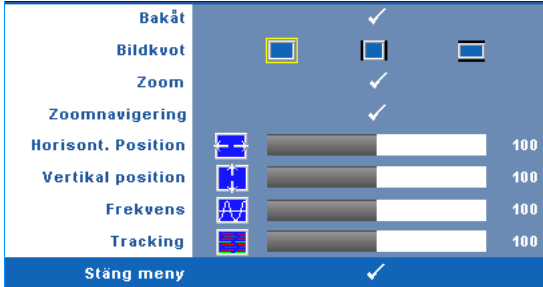 Bakåt
Bildkvot
Zoom
Zoomnavigering
Horisont. Position 100
Vertikal position 100
Frekvens 100
Tracking 100
Stäng meny